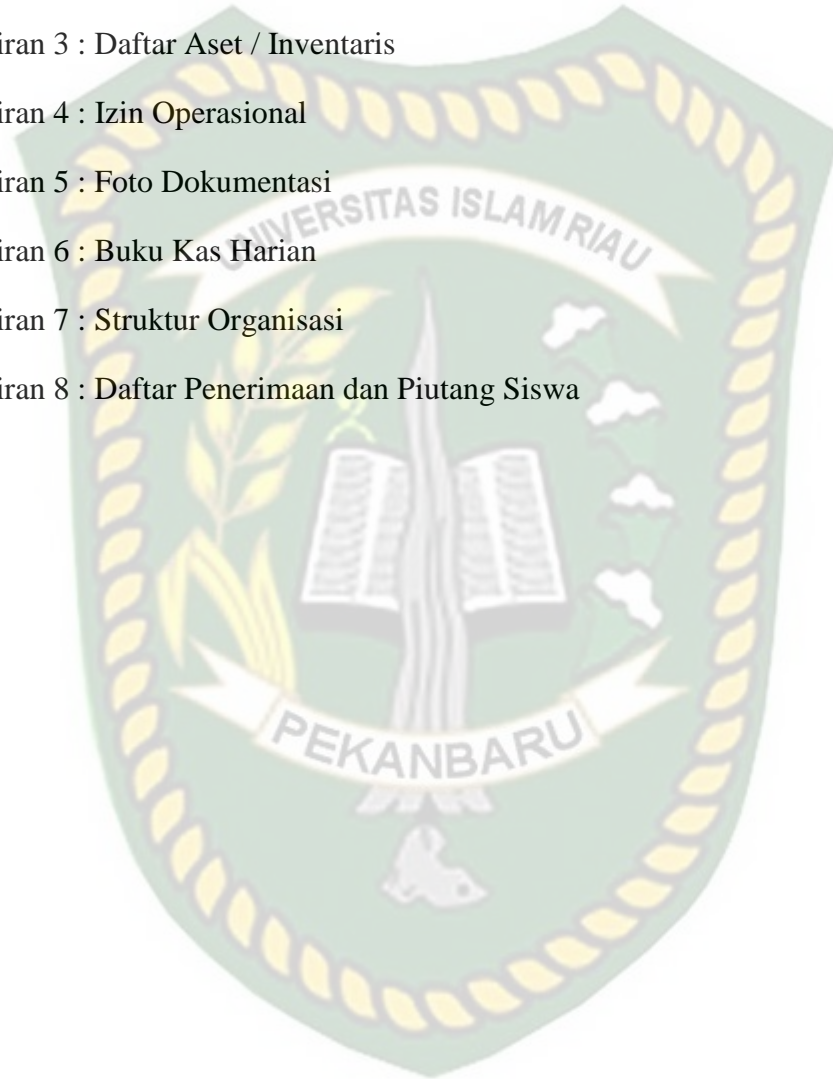 iran 3 : Daftar Aset / Inventaris
iran 4 : Izin Operasional
iran 5 : Foto Dokumentasi
UNIVERSITAS ISLAM RIAU
iran 6 : Buku Kas Harian
iran 7 : Struktur Organisasi
iran 8 : Daftar Penerimaan dan Piutang Siswa
PEKANBARU